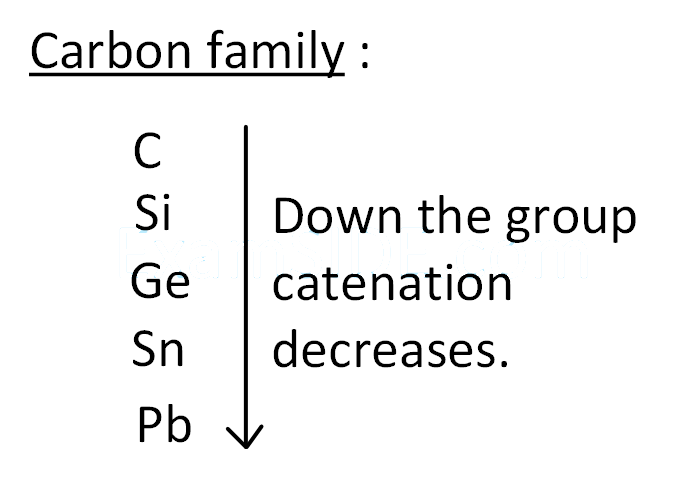 Carbon family :
C
Si
Ge
Sn
Pb
Down the group
catenation
decreases.